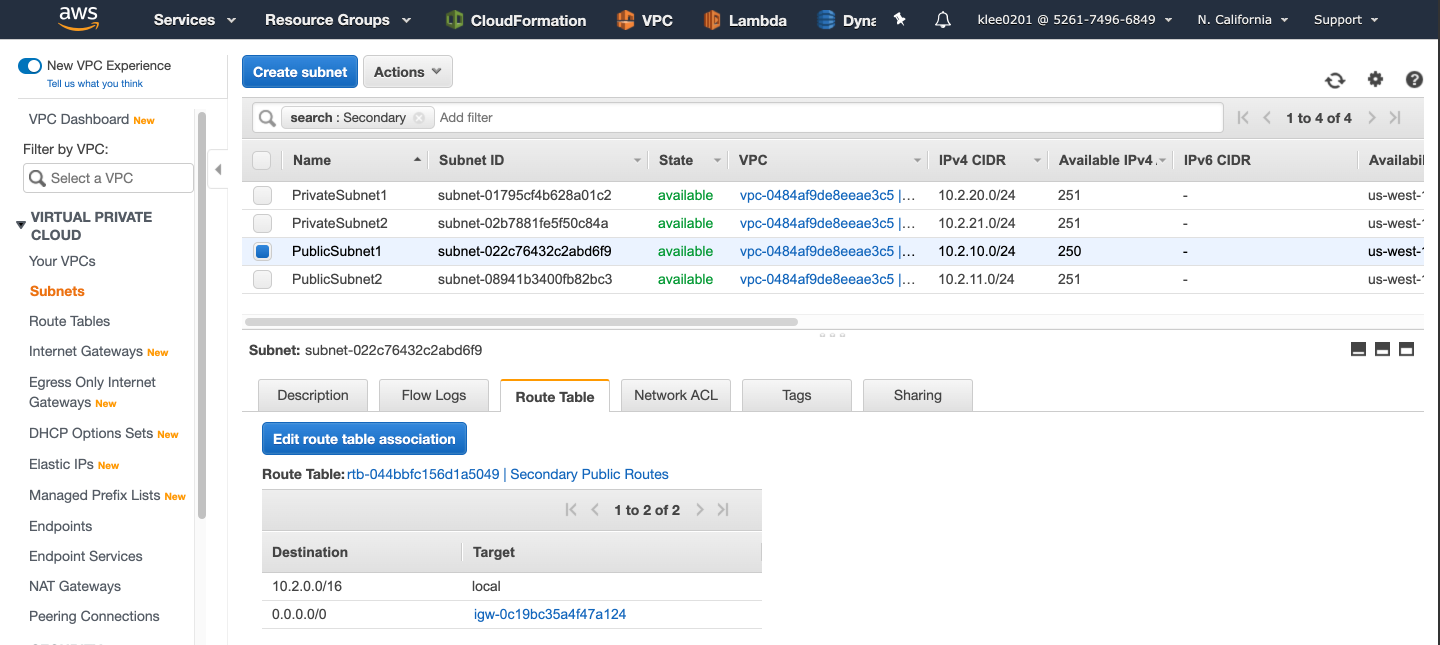 aws Services Resource Groups CloudFormation VPC Lambda Dyna klee0201 @ 5261-7496-6849 N. California Support
New VPC Experience
Tell us what you think
VPC Dashboard New
Filter by VPC:
Select a VPC
VIRTUAL PRIVATE
CLOUD
Your VPCs
Subnets
Route Tables
Internet Gateways New
Egress Only Internet
Gateways New
DHCP Options Sets New
Elastic IPs New
Managed Prefix Lists New
Endpoints
Endpoint Services
NAT Gateways
Peering Connections
Create subnet Actions
search : Secondary Add filter 1 to 4 of 4
Name Subnet ID State VPC IPv4 CIDR Available IPv4 IPv6 CIDR Availabil
PrivateSubnet1 subnet-01795cf4b628a01c2 available vpc-0484af9de8eeae3c5 |... 10.2.20.0/24 251 - us-west-1
PrivateSubnet2 subnet-02b7881fe5f50c84a available vpc-0484af9de8eeae3c5 |... 10.2.21.0/24 251 - us-west-1
PublicSubnet1 subnet-022c76432c2abd6f9 available vpc-0484af9de8eeae3c5 |... 10.2.10.0/24 250 - us-west-1
PublicSubnet2 subnet-08941b3400fb82bc3 available vpc-0484af9de8eeae3c5 |... 10.2.11.0/24 251 - us-west-1
Subnet: subnet-022c76432c2abd6f9
Description Flow Logs Route Table Network ACL Tags Sharing
Edit route table association
Route Table: rtb-044bbfc156d1a5049 | Secondary Public Routes
1 to 2 of 2
Destination Target
10.2.0.0/16 local
0.0.0.0/0 igw-0c19bc35a4f47a124